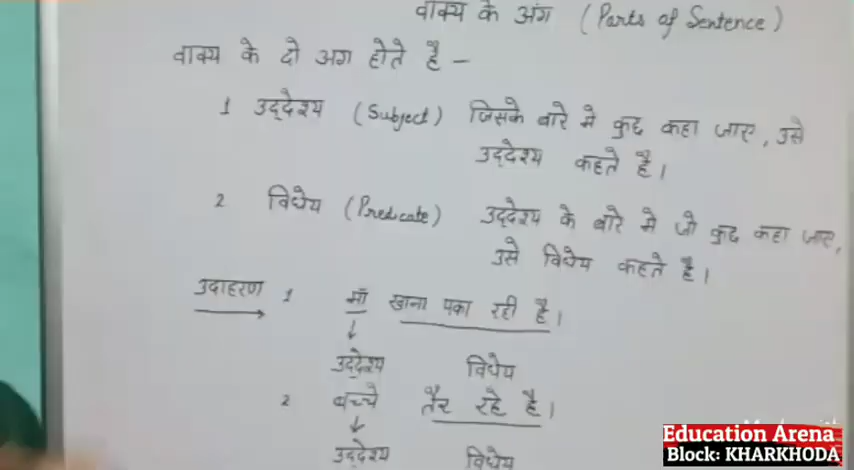 वाक्य के अंग (Parts of Sentence)
वाक्य के दो अग होते है –
1 उद्देश्य (Subject) जिसके बारे मे कुछ कहा जाए, उसे
उद्देश्य कहते है।
2 विधेय (Predicate) उद्देश्य के बारे मे जो कुछ कहा जाए,
उसे विधेय कहते है।
उदाहरण 1 माँ खाना पका रही है।
उद्देश्य विधेय
2 बच्चे तैर रहे है।
उद्देश्य विधेय
Education Arena
Block: KHARKHODA